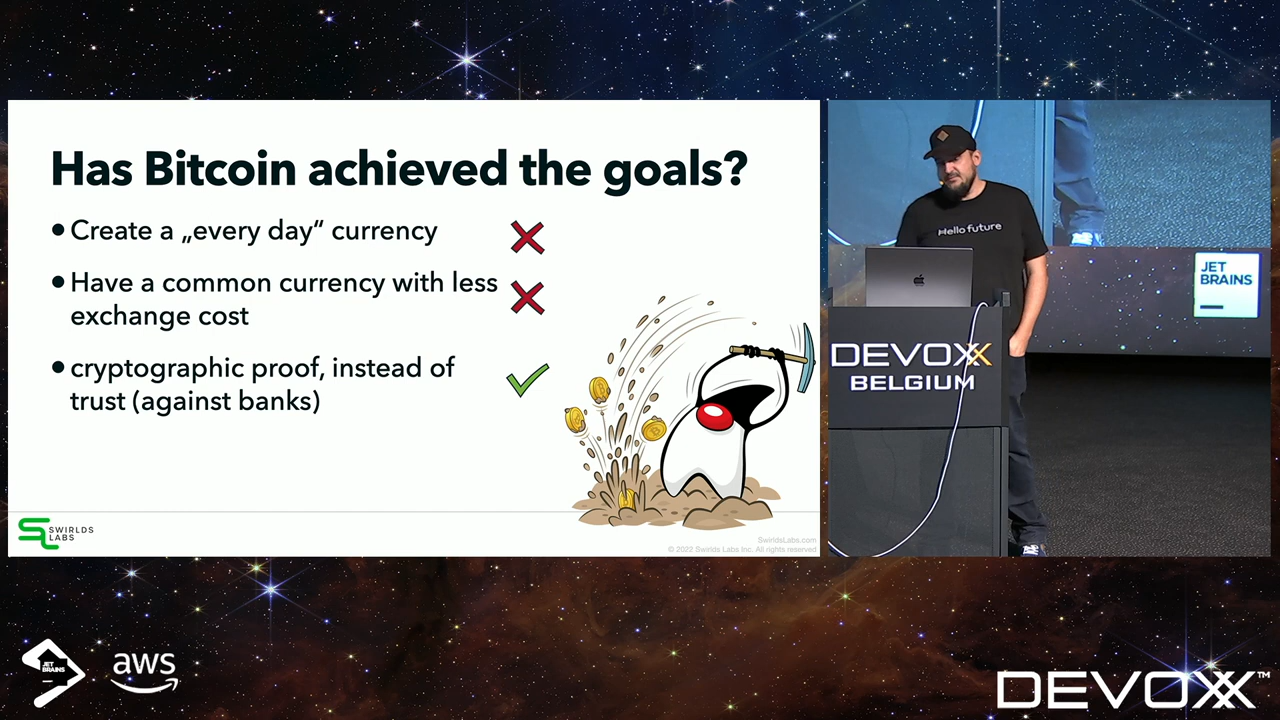 Has Bitcoin achieved the goals?
•Create a „every day“ currency
•Have a common currency with less
exchange cost
•cryptographic proof, instead of
trust (against banks)
SWIRLDS
LABS
SwirldsLabs.com
© 2022 Swirlds Labs Inc. All rights reserved
Hello future
JET
BRAINS
DEVOXX
BELGIUM
JET
BRAINS
aws
DEVOXX™